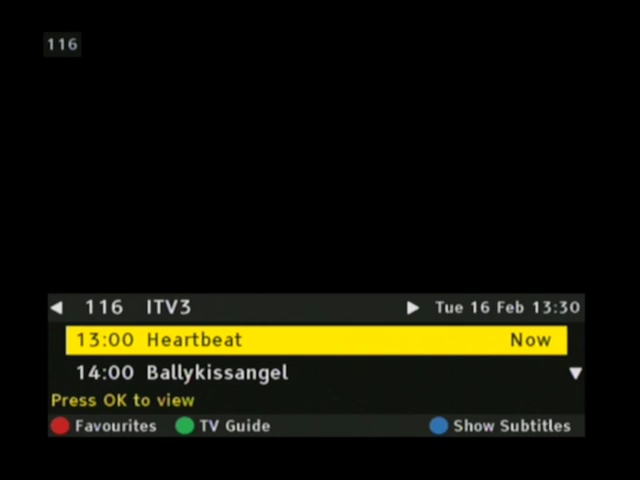 116
116 ITV3 Tue 16 Feb 13:30
13:00 Heartbeat Now
14:00 Ballykissangel
Press OK to view
Favourites TV Guide Show Subtitles